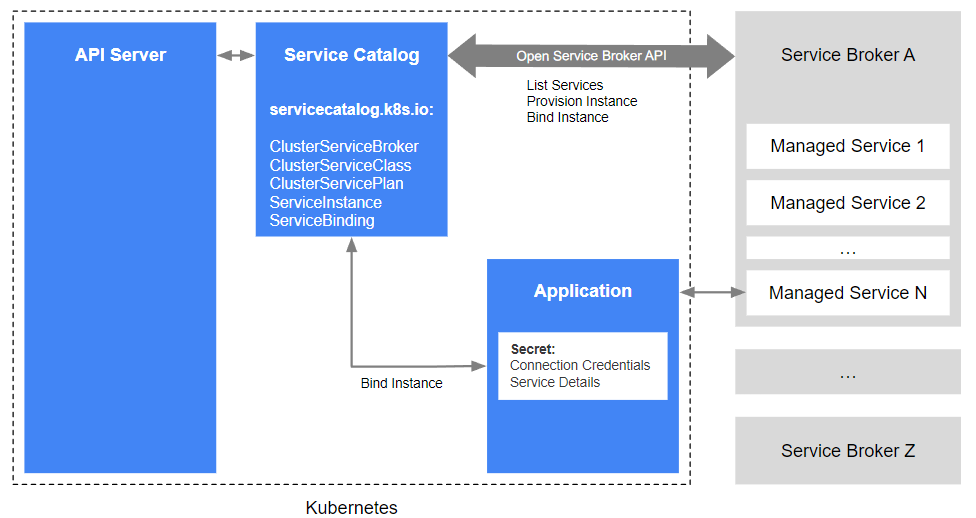 API Server
Service Catalog
servicecatalog.k8s.io:
ClusterServiceBroker
ClusterServiceClass
ClusterServicePlan
ServiceInstance
ServiceBinding
Open Service Broker API
List Services
Provision Instance
Bind Instance
Service Broker A
Managed Service 1
Managed Service 2
...
Managed Service N
Application
Secret:
Connection Credentials
Service Details
Bind Instance
...
Service Broker Z
Kubernetes